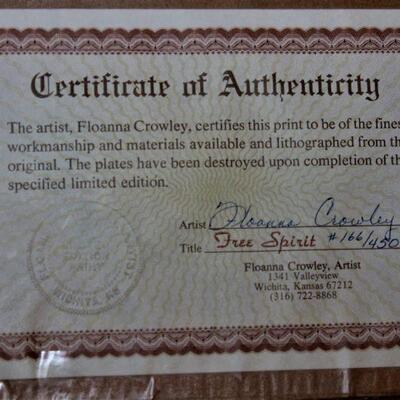 Certificate of Authenticity
The artist, Floanna Crowley, certifies this print to be of the fines
workmanship and materials available and lithographed from th
original. The plates have been destroyed upon completion of th
specified limited edition.
Artist Floanna Crowley
Title Free Spirit #166/450
Floanna Crowley, Artist
1341 Valleyview
Wichita, Kansas 67212
(316) 722-8868